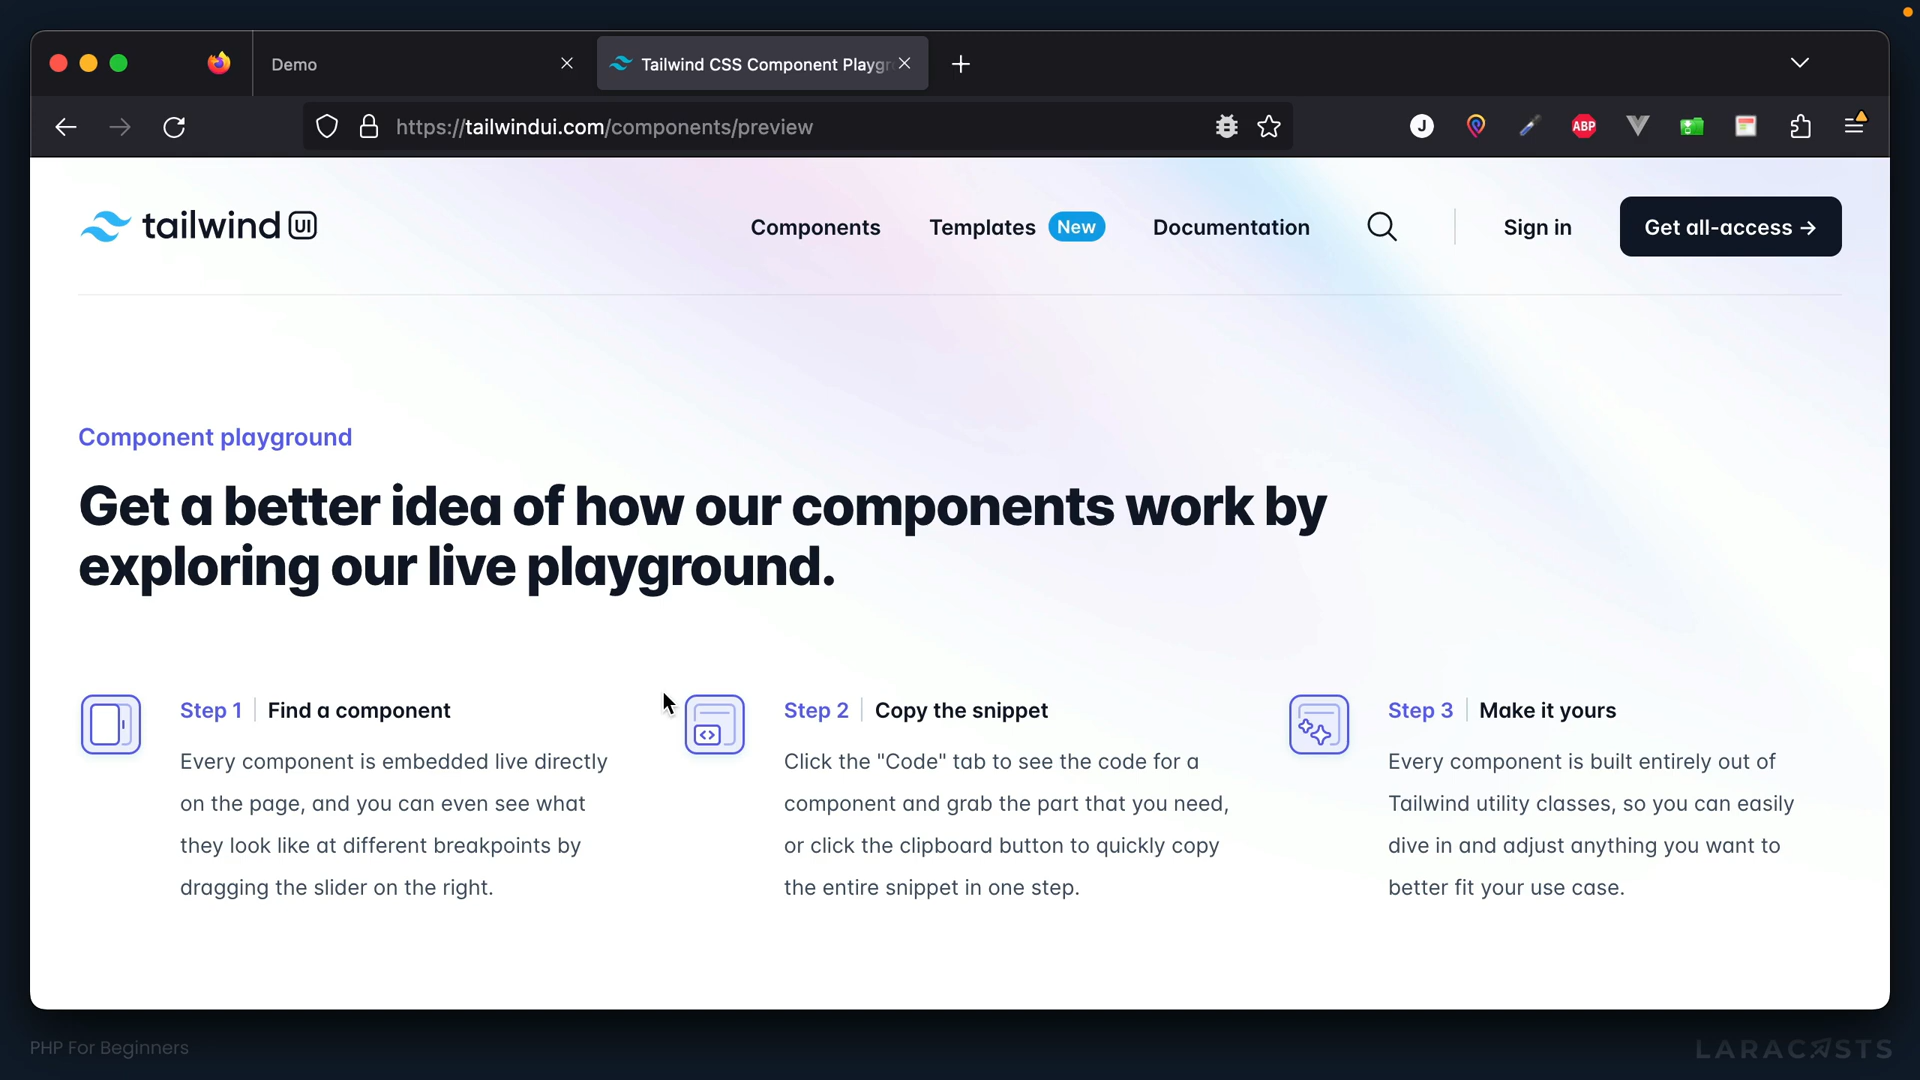 Demo
Tailwind CSS Component Playgr
https://tailwindui.com/components/preview
J
ABP
tailwind UI
Components
Templates
New
Documentation
Sign in
Get all-access →
Component playground
Get a better idea of how our components work by
exploring our live playground.
Step 1
Find a component
Every component is embedded live directly
on the page, and you can even see what
they look like at different breakpoints by
dragging the slider on the right.
Step 2
Copy the snippet
Click the "Code" tab to see the code for a
component and grab the part that you need,
or click the clipboard button to quickly copy
the entire snippet in one step.
Step 3
Make it yours
Every component is built entirely out of
Tailwind utility classes, so you can easily
dive in and adjust anything you want to
better fit your use case.
PHP For Beginners
LARACASTS